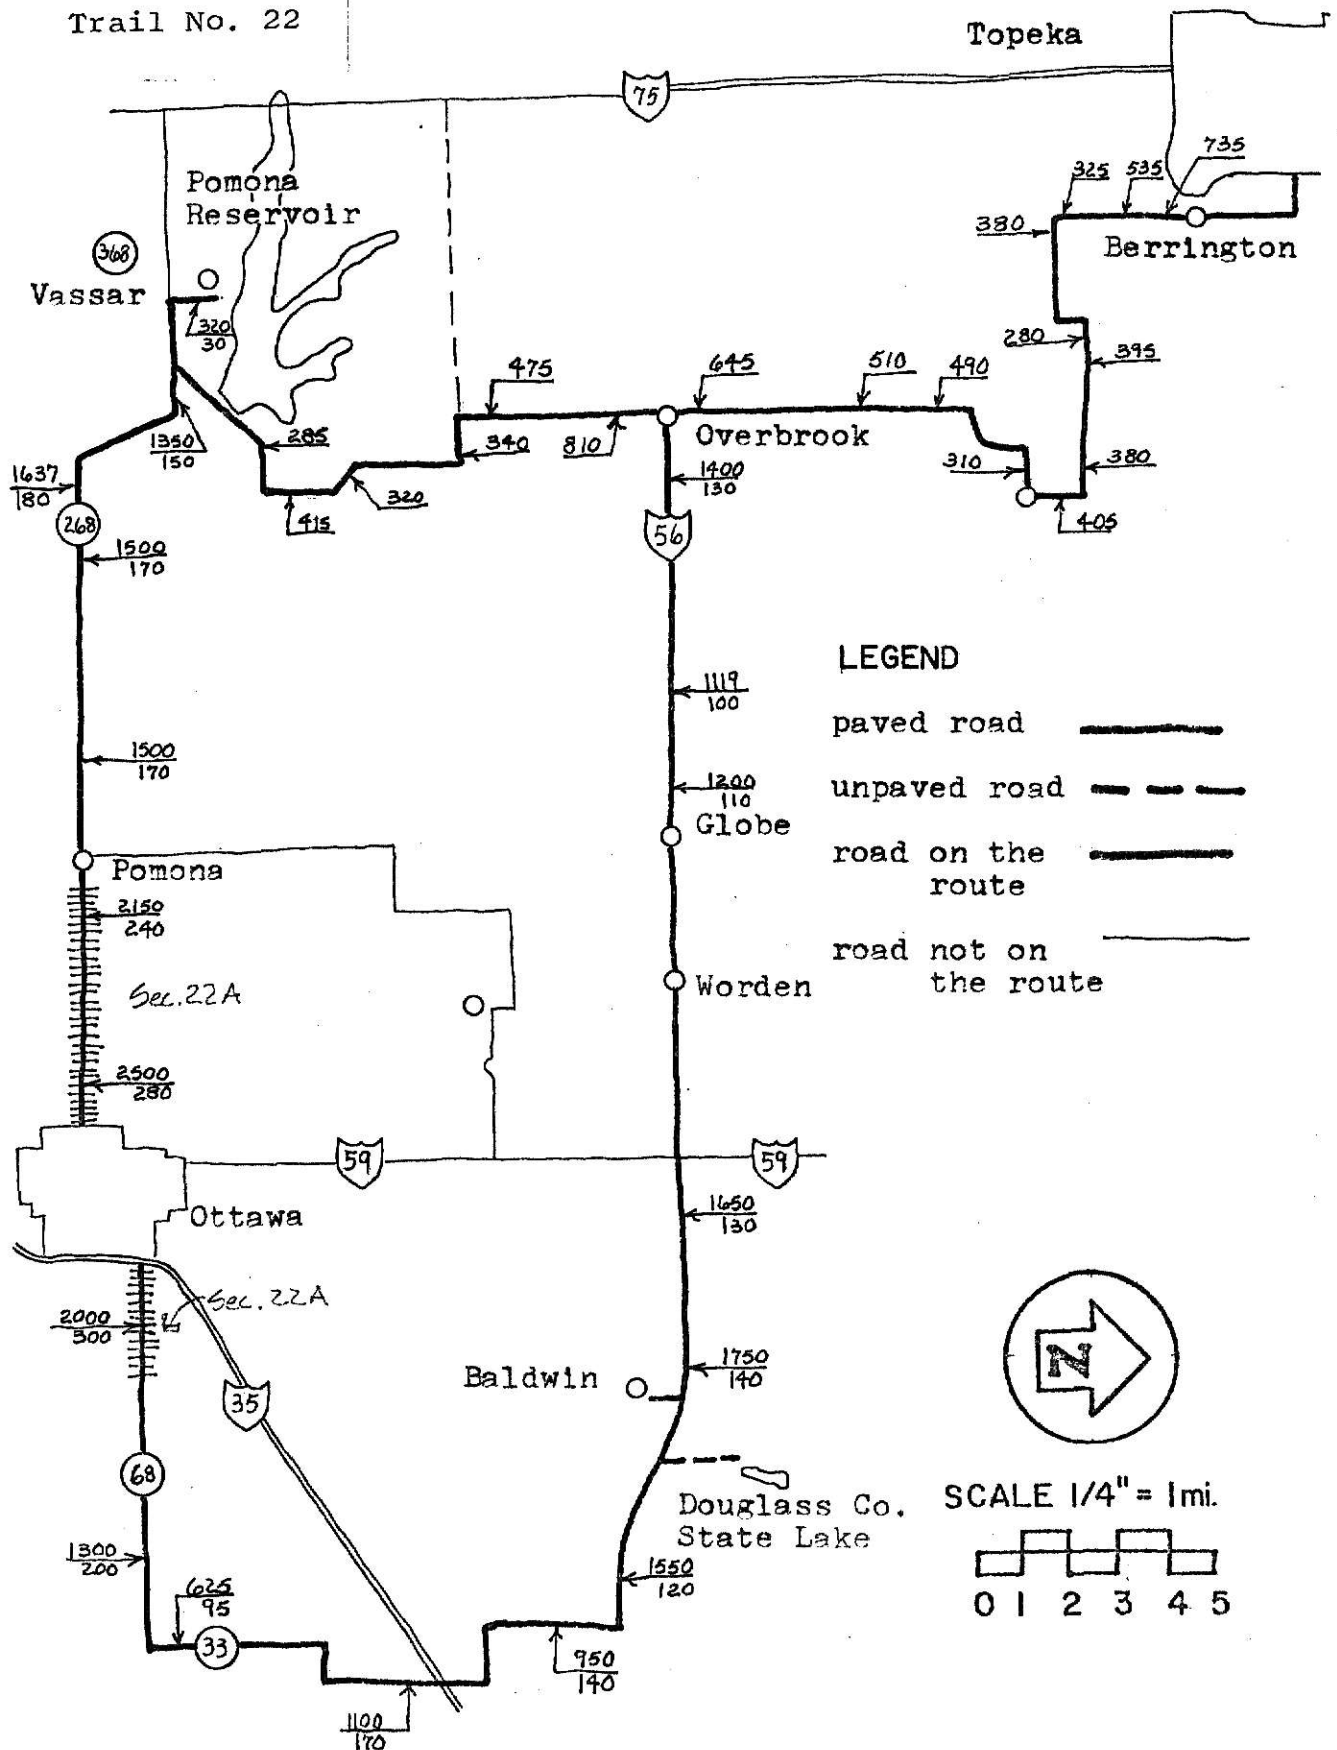 Trail No. 22
Topeka
75
735
325
535
380
Berrington
Pomona
Reservoir
368
Vassar
320
30
280
395
475
645
510
490
Overbrook
1350
150
285
340
810
310
380
1637
180
320
1400
130
415
405
268
56
1500
170
LEGEND
1119
100
paved road
1500
170
1200
110
unpaved road
Globe
road on the
route
Pomona
2150
240
road not on
the route
Sec. 22A
Worden
2500
280
59
59
Ottawa
1650
130
Sec. 22A
2000
300
N
1750
140
Baldwin
35
68
Douglass Co.
State Lake
SCALE 1/4" = 1mi.
1300
200
1550
120
0 1 2 3 4 5
625
95
33
950
140
1100
170